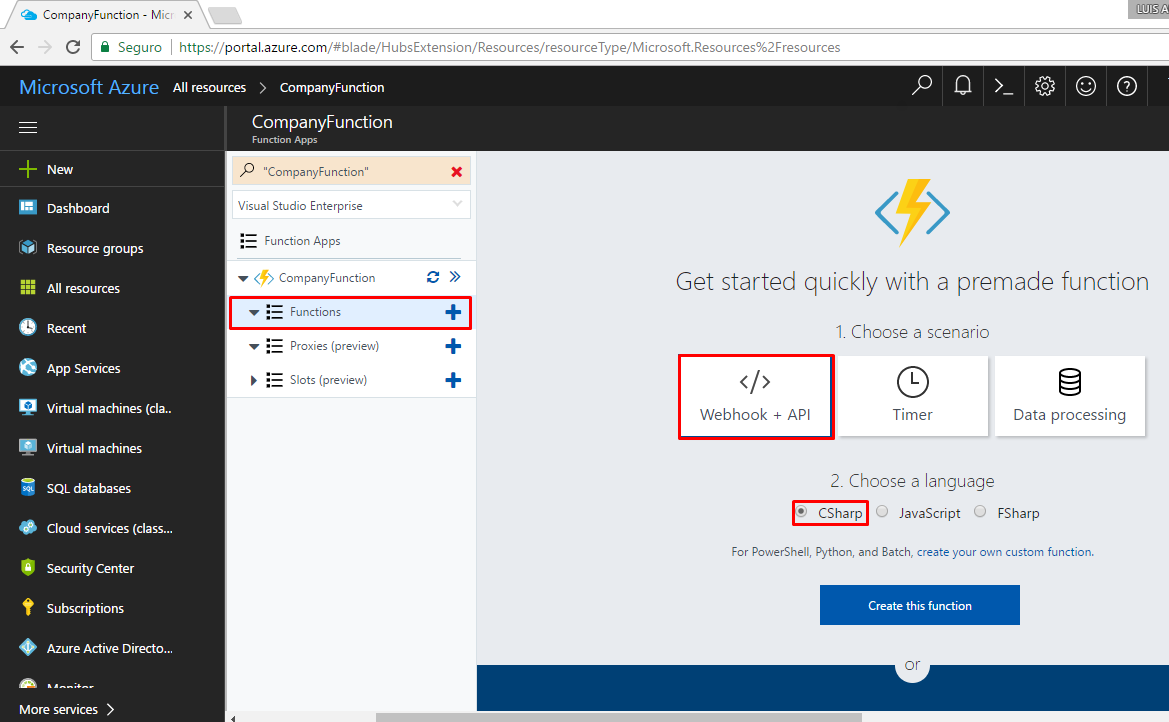 CompanyFunction - Micr
LUIS A
Seguro
https://portal.azure.com/#blade/HubsExtension/Resources/resourceType/Microsoft.Resources%2Fresources
Microsoft Azure All resources > CompanyFunction
CompanyFunction
Function Apps
New
Dashboard
Resource groups
All resources
Recent
App Services
Virtual machines (cla..
Virtual machines
SQL databases
Cloud services (class...
Security Center
Subscriptions
Azure Active Directo...
Monitor
More services >
"CompanyFunction"
Visual Studio Enterprise
Function Apps
CompanyFunction
Functions
Proxies (preview)
Slots (preview)
Get started quickly with a premade function
1. Choose a scenario
</>
Webhook + API
Timer
Data processing
2. Choose a language
CSharp JavaScript FSharp
For PowerShell, Python, and Batch, create your own custom function.
Create this function
or